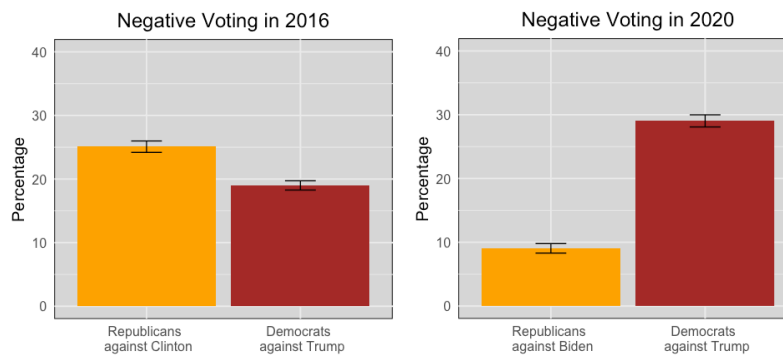 Negative Voting in 2016
40
30
20
10
0
Percentage
Republicans
against Clinton
Democrats
against Trump
Negative Voting in 2020
40
30
20
10
0
Percentage
Republicans
against Biden
Democrats
against Trump